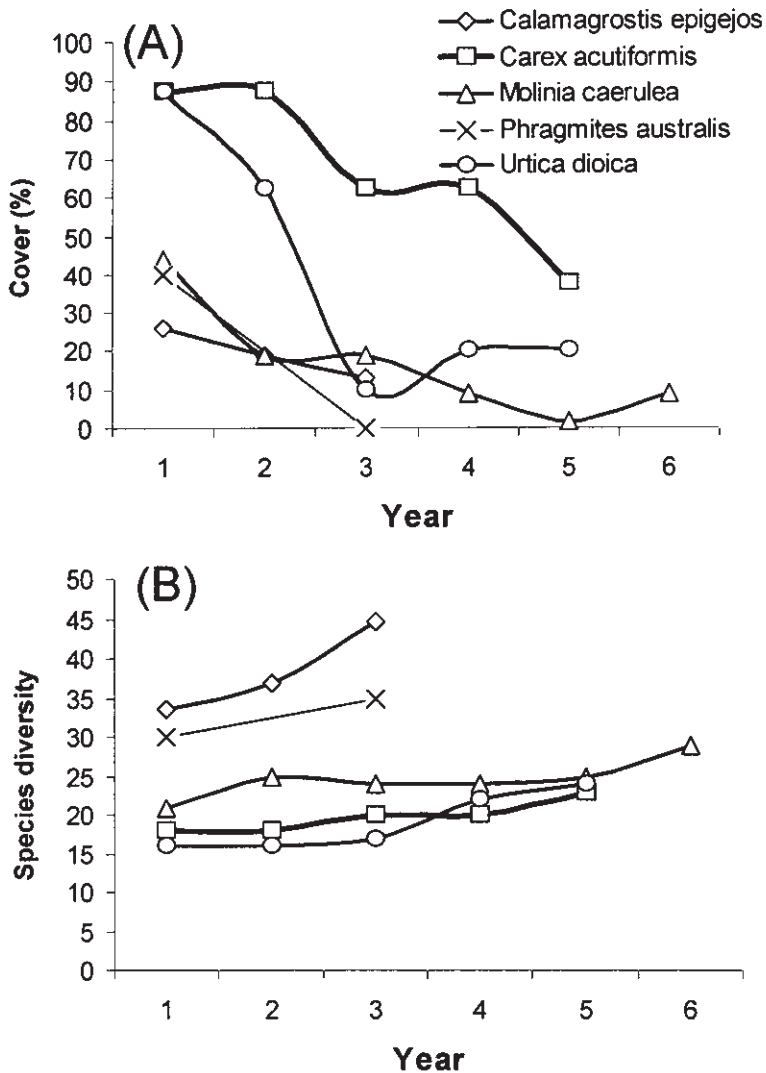 (A)
Calamagrostis epigejos
Carex acutiformis
Molinia caerulea
Phragmites australis
Urtica dioica
Cover (%)
100
90
80
70
60
50
40
30
20
10
0
1 2 3 4 5 6
Year
(B)
Species diversity
50
45
40
35
30
25
20
15
10
5
0
1 2 3 4 5 6
Year